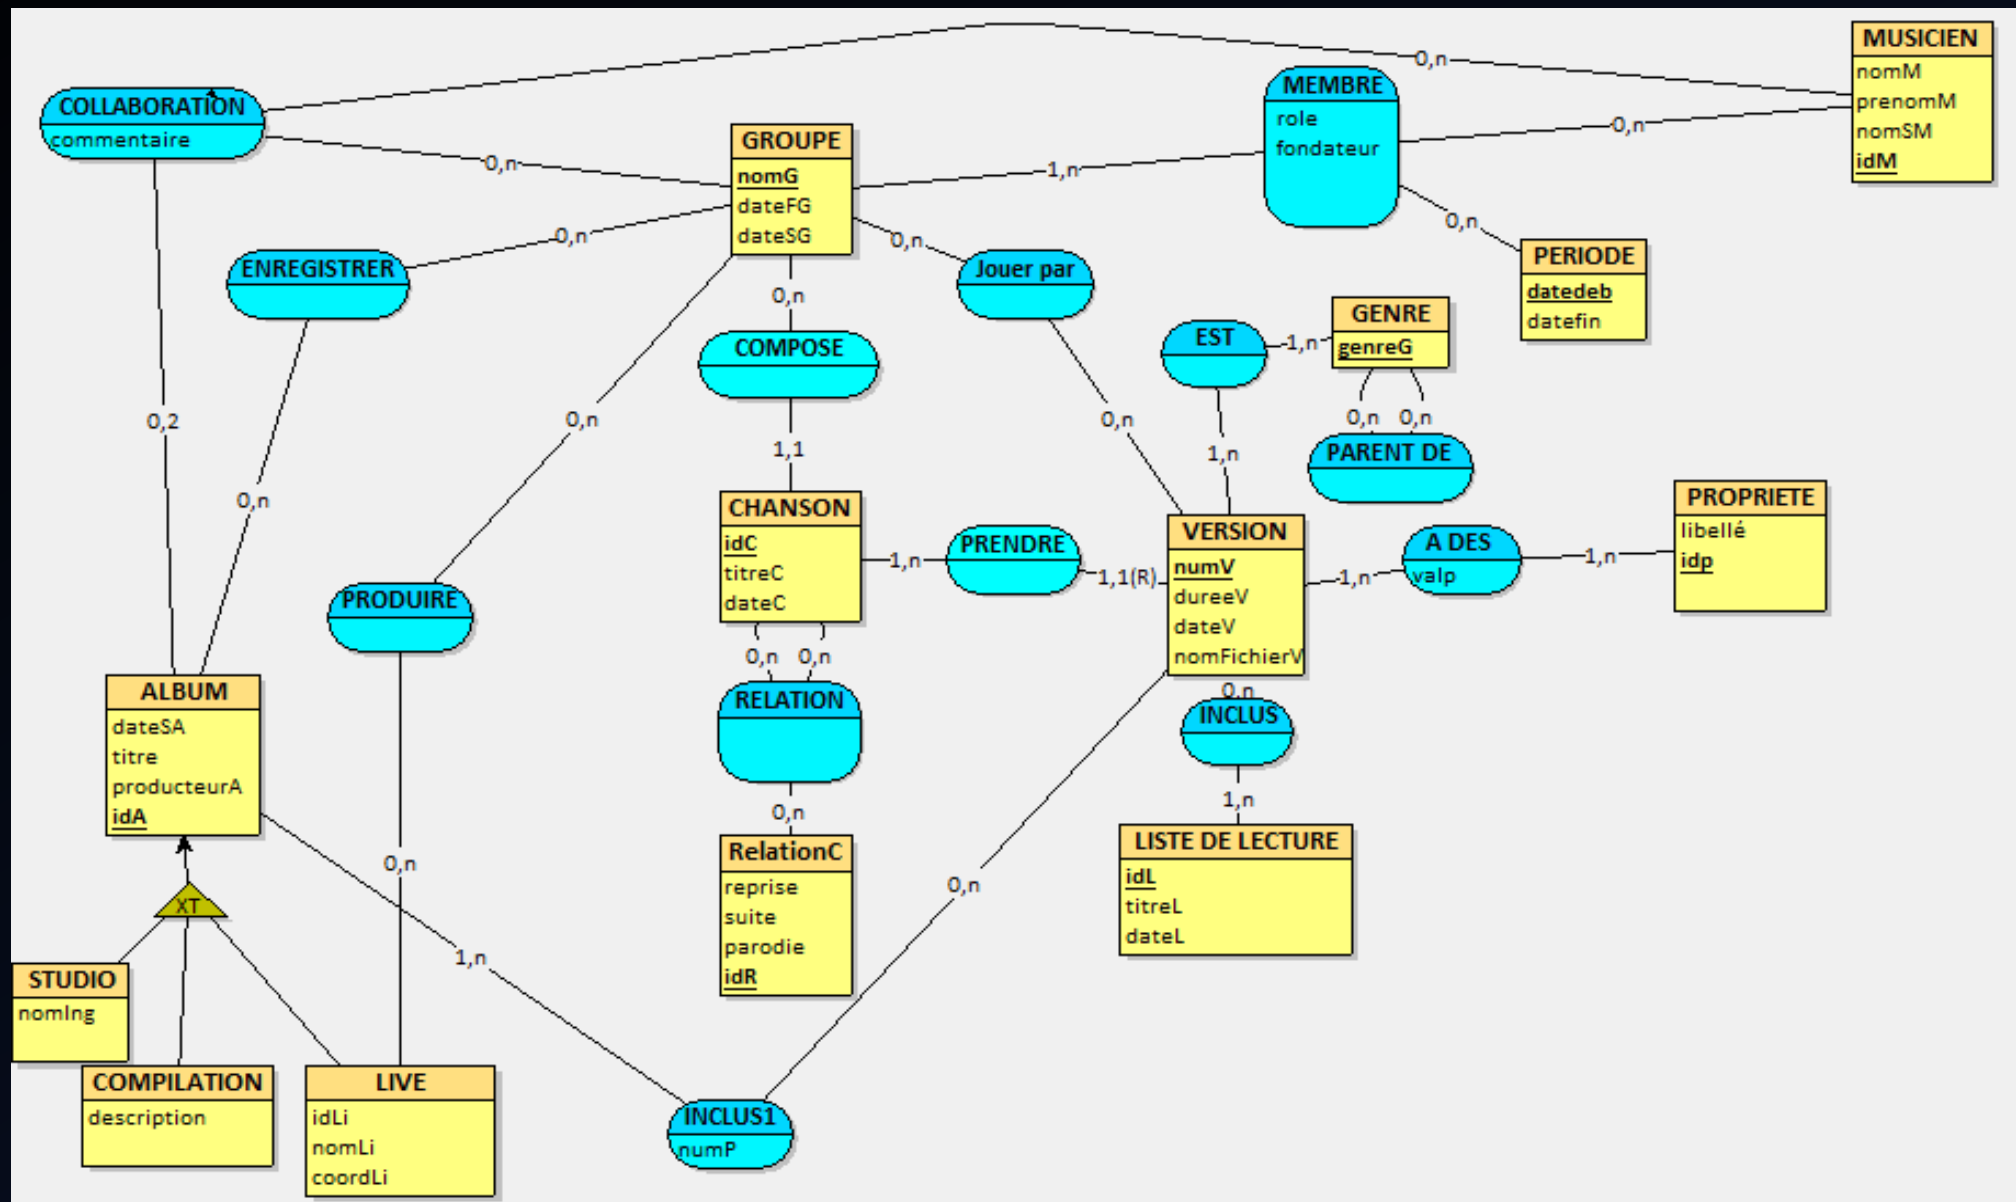 MUSICIEN
nomM
prenomM
nomSM
idM
0,n
COLLABORATION
commentaire
MEMBRE
role
fondateur
0,n
GROUPE
nomG
dateFG
dateSG
0,n
1,n
0,n
PERIODE
datedeb
datefin
ENREGISTRER
0,n
0,n
Jouer par
0,n
COMPOSE
EST
1,n
GENRE
genreG
0,n
0,n
PARENT DE
0,2
0,n
0,n
1,1
0,n
1,n
CHANSON
idC
titreC
dateC
1,n
PRENDRE
1,1(R)
VERSION
numV
dureeV
dateV
nomFichierV
1,n
A DES
valp
1,n
PROPRIETE
libellé
idp
PRODUIRE
0,n
0,n
RELATION
0,n
INCLUS
ALBUM
dateSA
titre
producteurA
idA
0,n
1,n
RelationC
reprise
suite
parodie
idR
LISTE DE LECTURE
idL
titreL
dateL
0,n
0,n
XT
1,n
STUDIO
nomIng
COMPILATION
description
LIVE
idLi
nomLi
coordLi
INCLUS1
numP